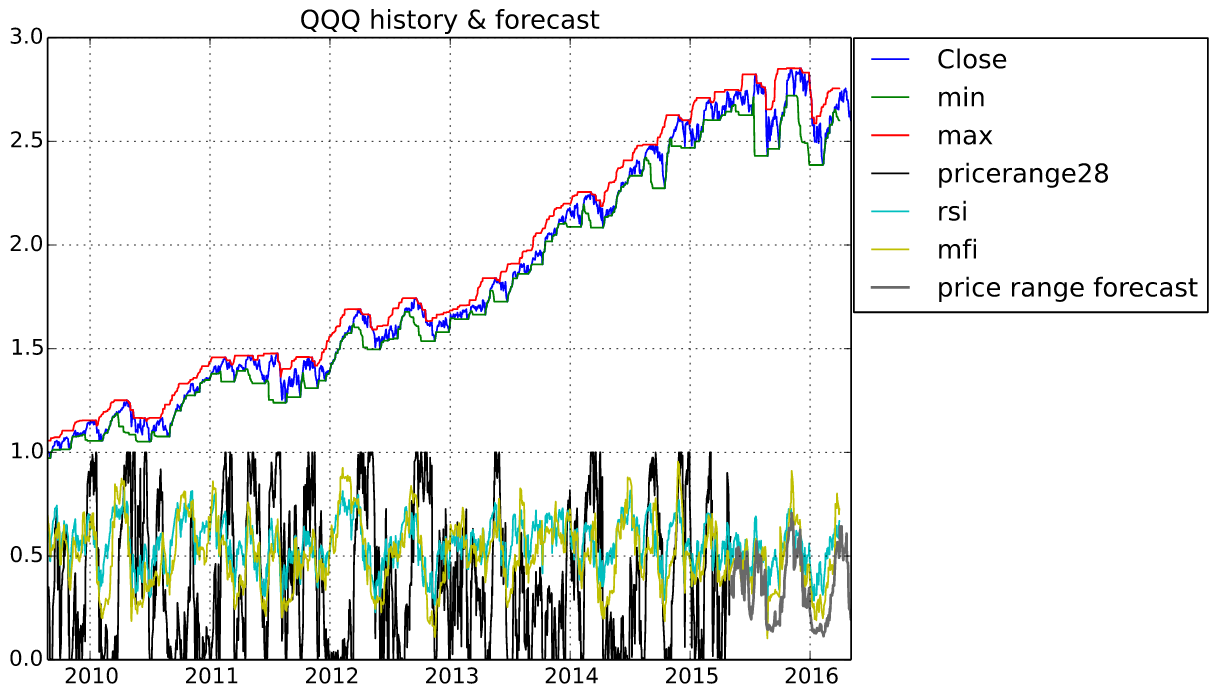 QQQ history & forecast
3.0
2.5
2.0
1.5
1.0
0.5
0.0
2010 2011 2012 2013 2014 2015 2016
Close
min
max
pricerange28
rsi
mfi
price range forecast